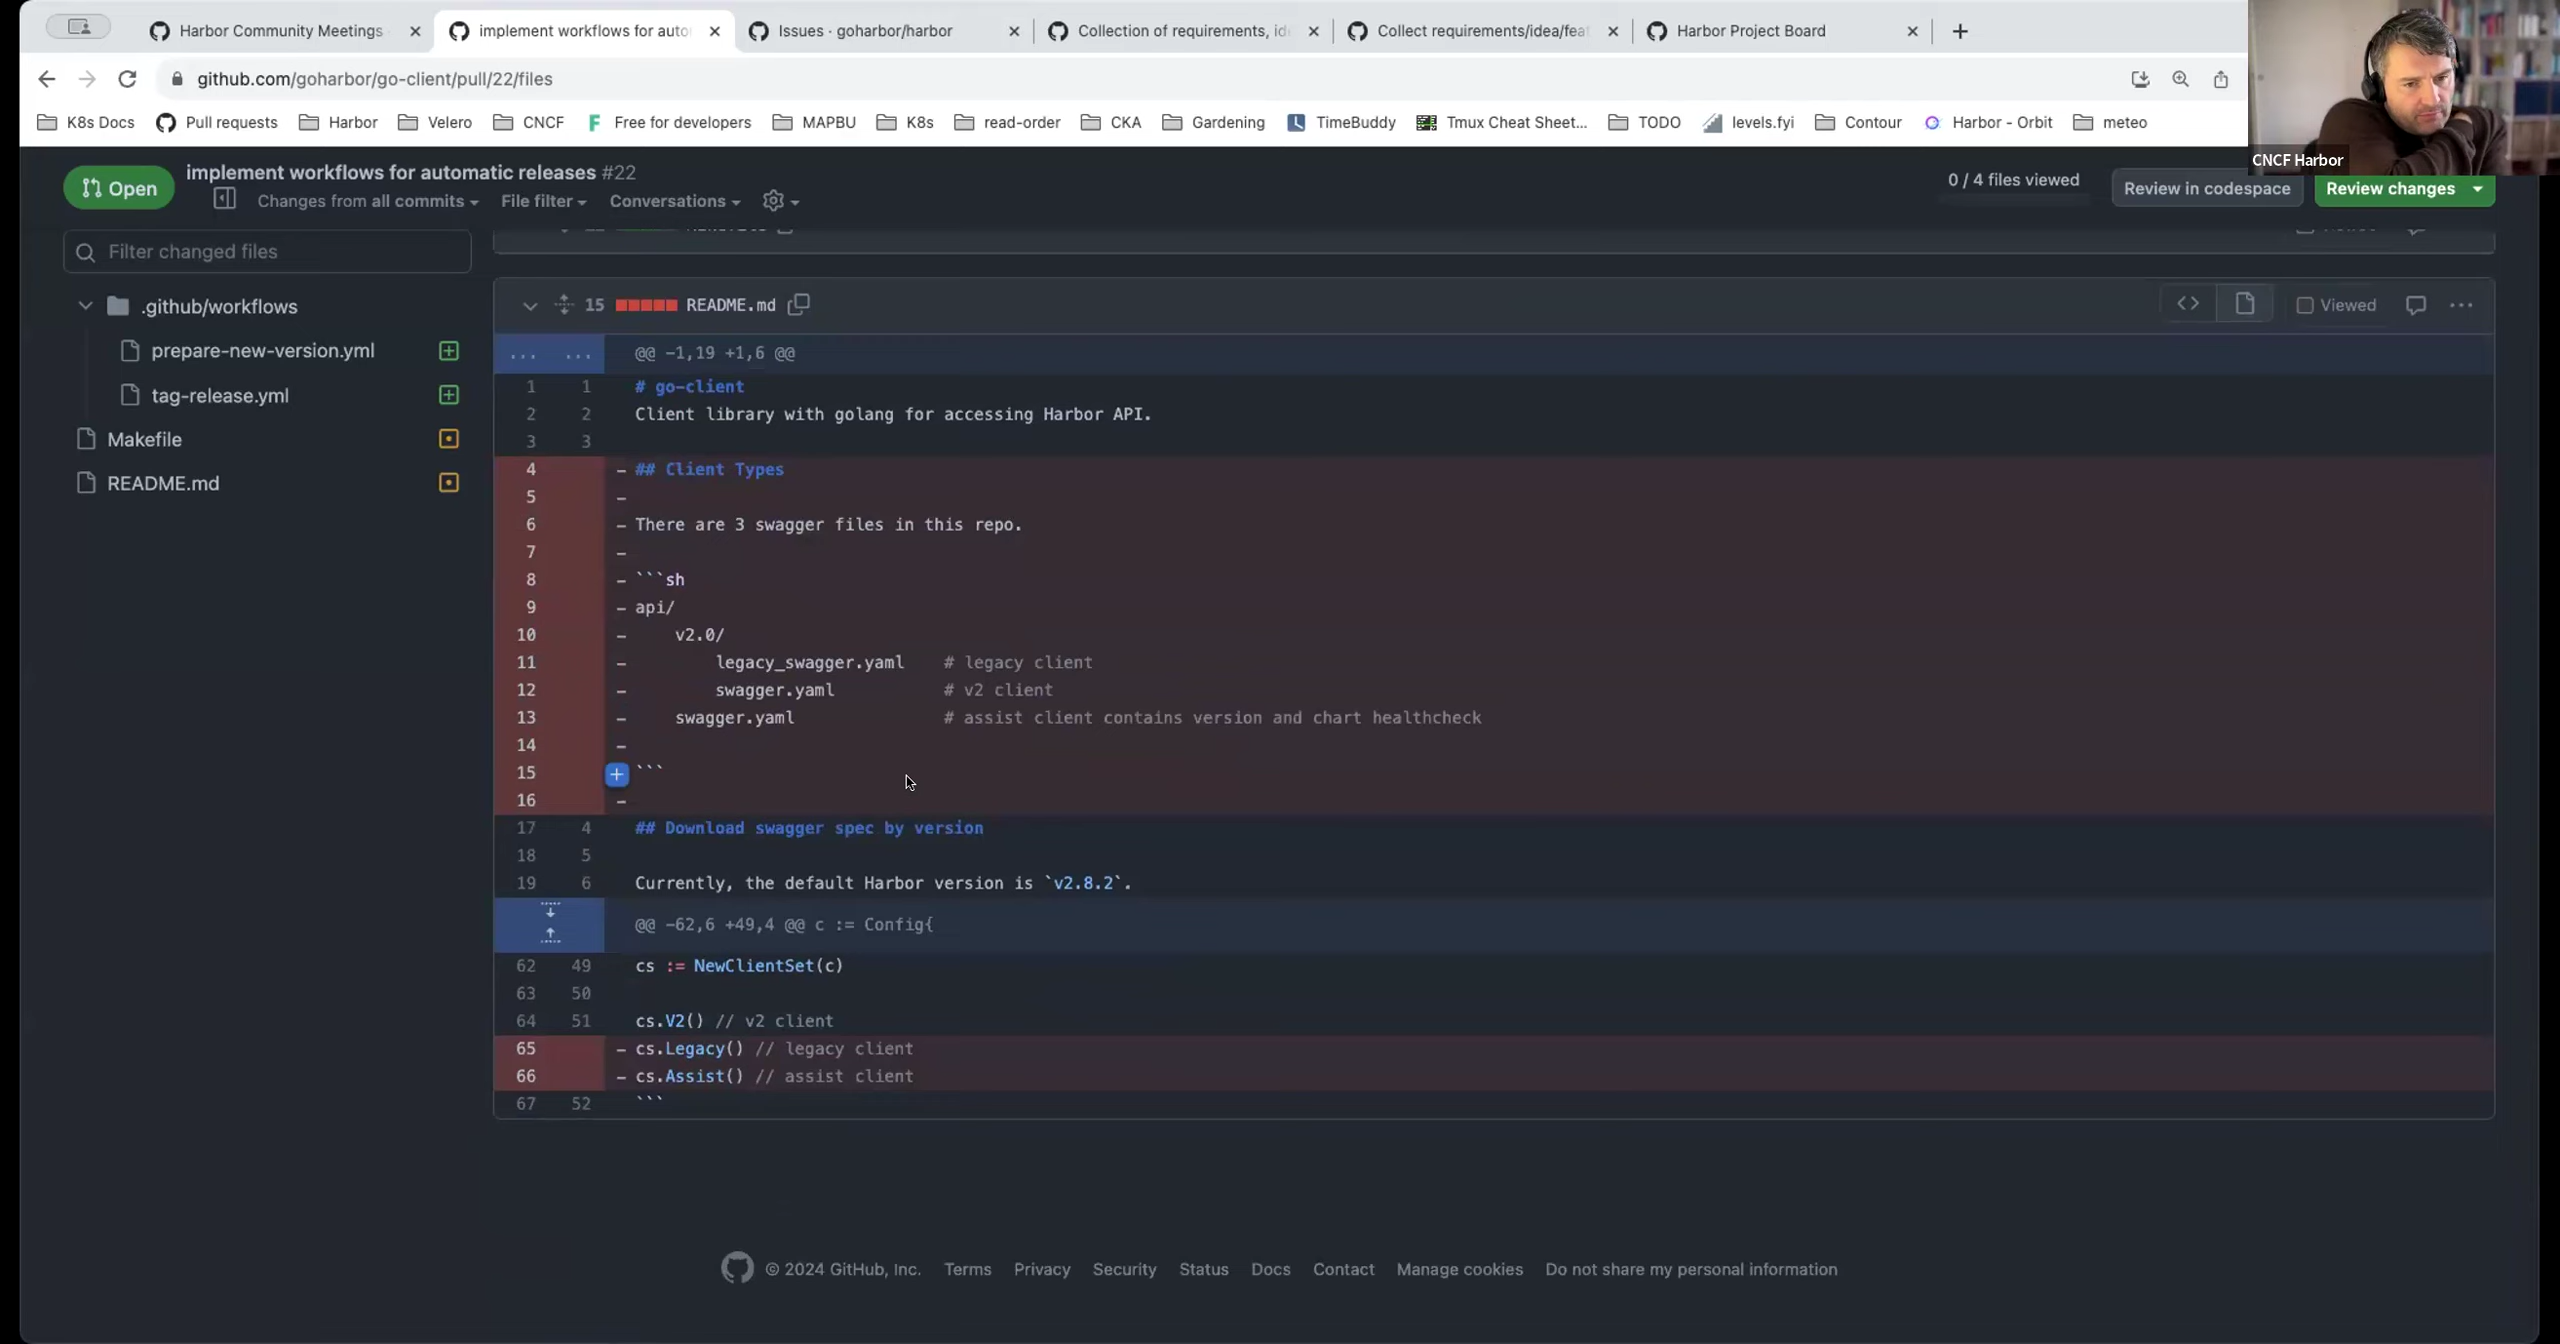 Harbor Community Meetings
implement workflows for auto
Issues · goharbor/harbor
Collection of requirements, id
Collect requirements/idea/feat
Harbor Project Board
github.com/goharbor/go-client/pull/22/files
K8s Docs
Pull requests
Harbor
Velero
CNCF
Free for developers
MAPBU
K8s
read-order
CKA
Gardening
TimeBuddy
Tmux Cheat Sheet...
TODO
levels.fyi
Contour
Harbor - Orbit
meteo
CNCF Harbor
Open
implement workflows for automatic releases #22
Changes from all commits
File filter
Conversations
0 / 4 files viewed
Review in codespace
Review changes
Filter changed files
.github/workflows
prepare-new-version.yml
tag-release.yml
Makefile
README.md
15 README.md
Viewed
... ... @@ -1,19 +1,6 @@
1 1 # go-client
2 2 Client library with golang for accessing Harbor API.
3 3
4 - ## Client Types
5 -
6 - There are 3 swagger files in this repo.
7 -
8 - ```sh
9 - api/
10 - v2.0/
11 - legacy_swagger.yaml # legacy client
12 - swagger.yaml # v2 client
13 - swagger.yaml # assist client contains version and chart healthcheck
14 -
15 + ```
16 -
17 4 ## Download swagger spec by version
18 5
19 6 Currently, the default Harbor version is `v2.8.2`.
@@ -62,6 +49,4 @@ c := Config{
62 49 cs := NewClientSet(c)
63 50
64 51 cs.V2() // v2 client
65 - cs.Legacy() // legacy client
66 - cs.Assist() // assist client
67 52 ```
© 2024 GitHub, Inc. Terms Privacy Security Status Docs Contact Manage cookies Do not share my personal information